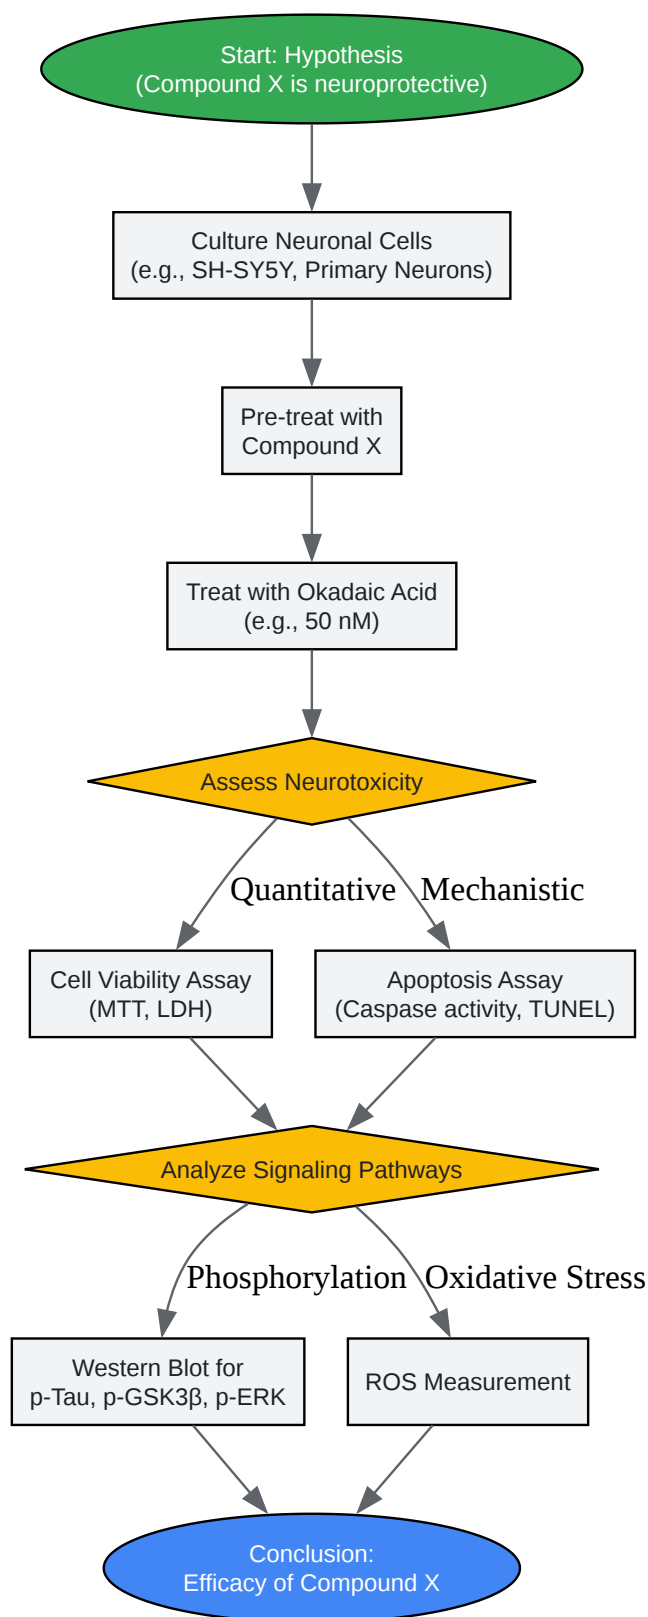 Start: Hypothesis
(Compound X is neuroprotective)
Culture Neuronal Cells
(e.g., SH-SY5Y, Primary Neurons)
Pre-treat with
Compound X
Treat with Okadaic Acid
(e.g., 50 nM)
Assess Neurotoxicity
Quantitative
Mechanistic
Cell Viability Assay
(MTT, LDH)
Apoptosis Assay
(Caspase activity, TUNEL)
Analyze Signaling Pathways
Phosphorylation
Oxidative Stress
Western Blot for
p-Tau, p-GSK3β, p-ERK
ROS Measurement
Conclusion:
Efficacy of Compound X